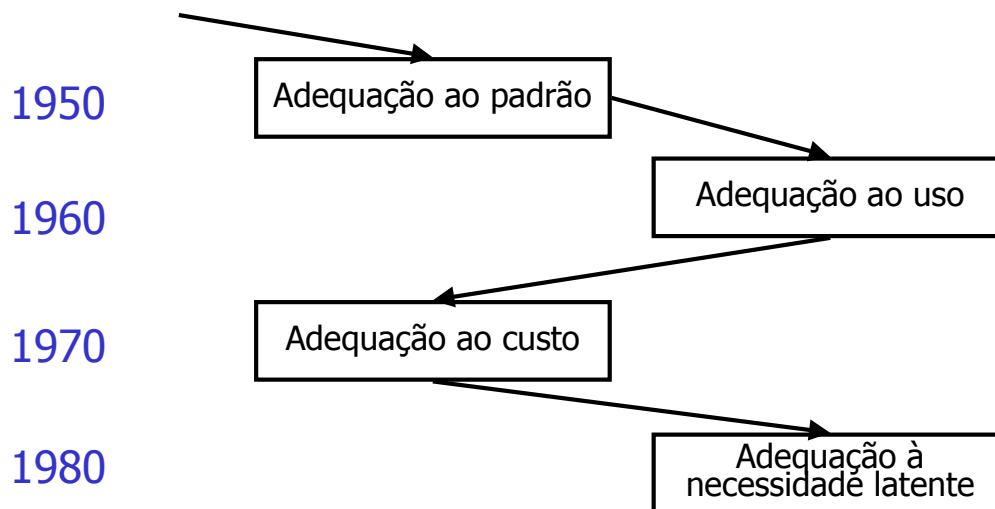 1950
Adequação ao padrão
Adequação ao uso
1960
Adequação ao custo
1970
Adequação à
necessidade latente
1980